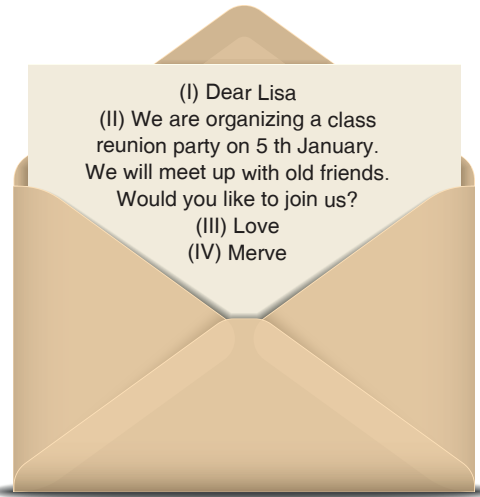 (I) Dear Lisa
(II) We are organizing a class
reunion party on 5 th January.
We will meet up with old friends.
Would you like to join us?
(III) Love
(IV) Merve